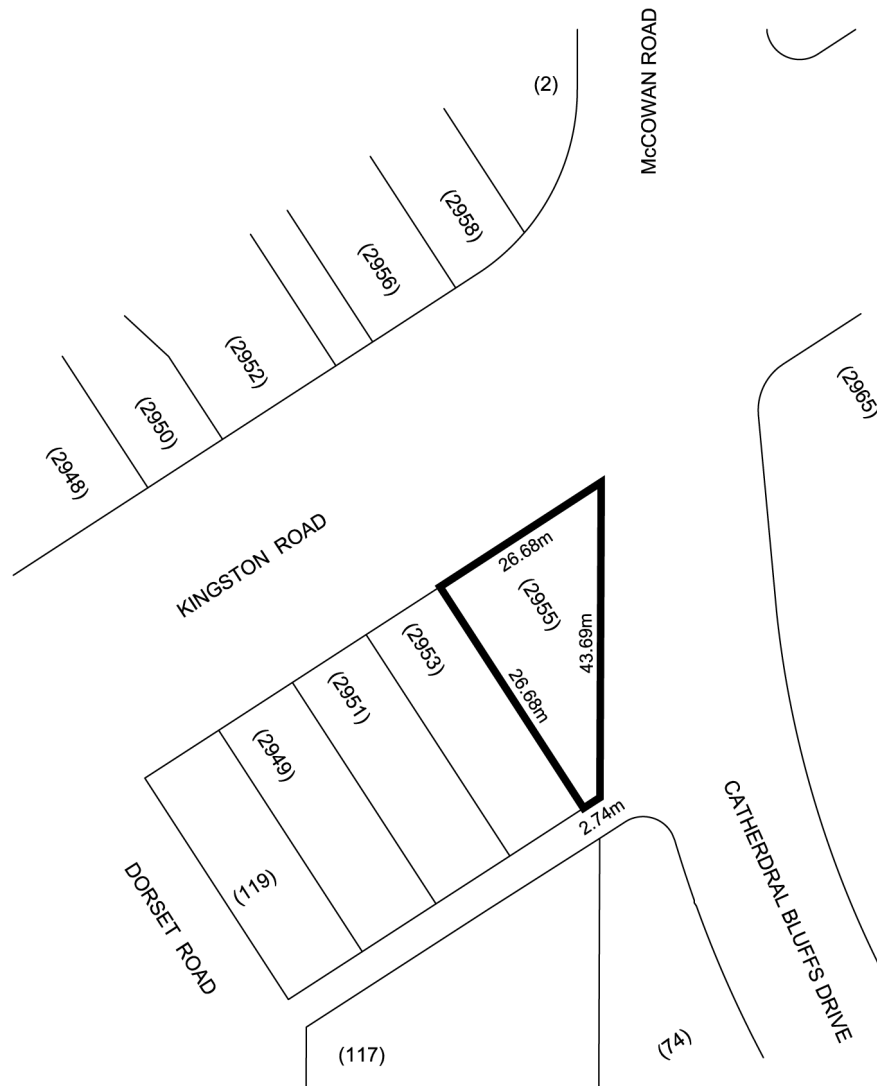 McCOWAN ROAD
(2)
(2958)
(2956)
(2952)
(2950)
(2948)
(2965)
KINGSTON ROAD
26.68m
(2955)
43.69m
26.68m
2.74m
(2953)
(2951)
(2949)
(119)
DORSET ROAD
CATHERDRAL BLUFFS DRIVE
(117)
(74)